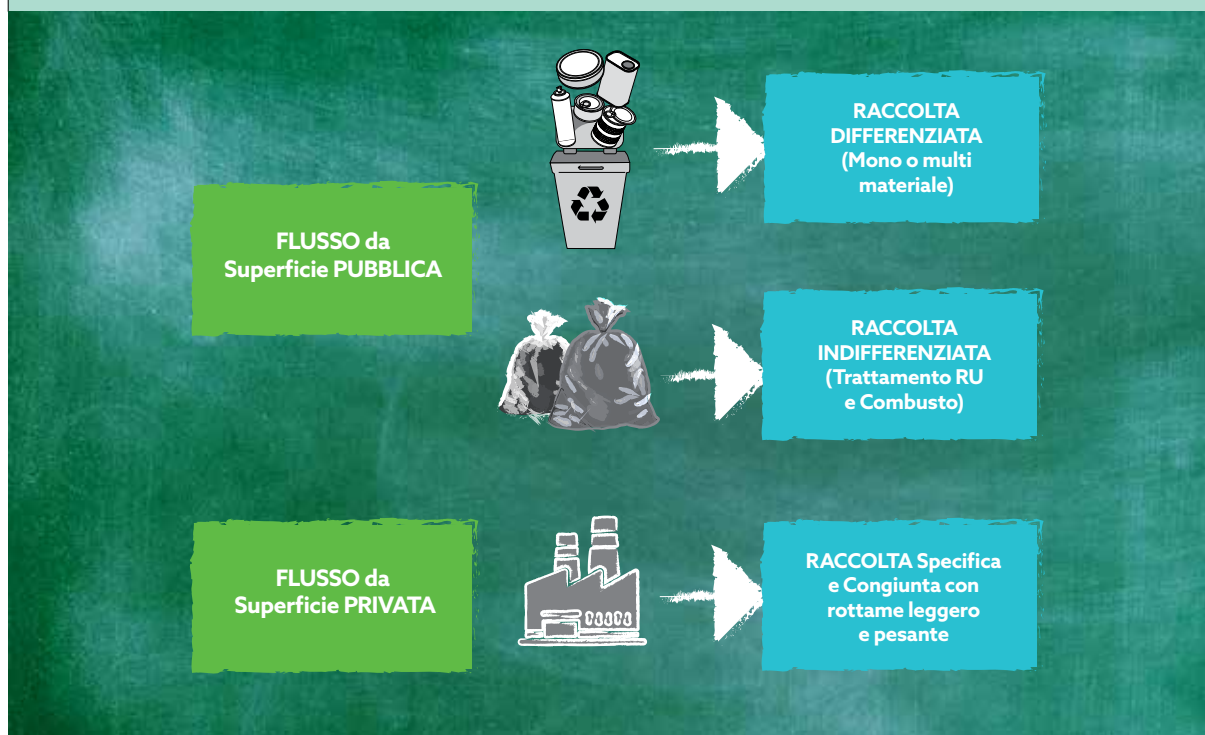 FLUSSO da
Superficie PUBBLICA
RACCOLTA
DIFFERENZIATA
(Mono o multi
materiale)
RACCOLTA
INDIFFERENZIATA
(Trattamento RU
e Combusto)
FLUSSO da
Superficie PRIVATA
RACCOLTA Specifica
e Congiunta con
rottame leggero
e pesante